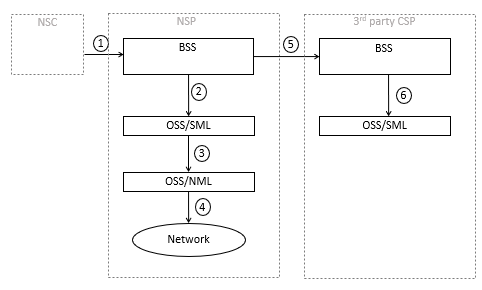 NSC
NSP
3rd party CSP
1
BSS
5
BSS
2
6
OSS/SML
OSS/SML
3
OSS/NML
4
Network